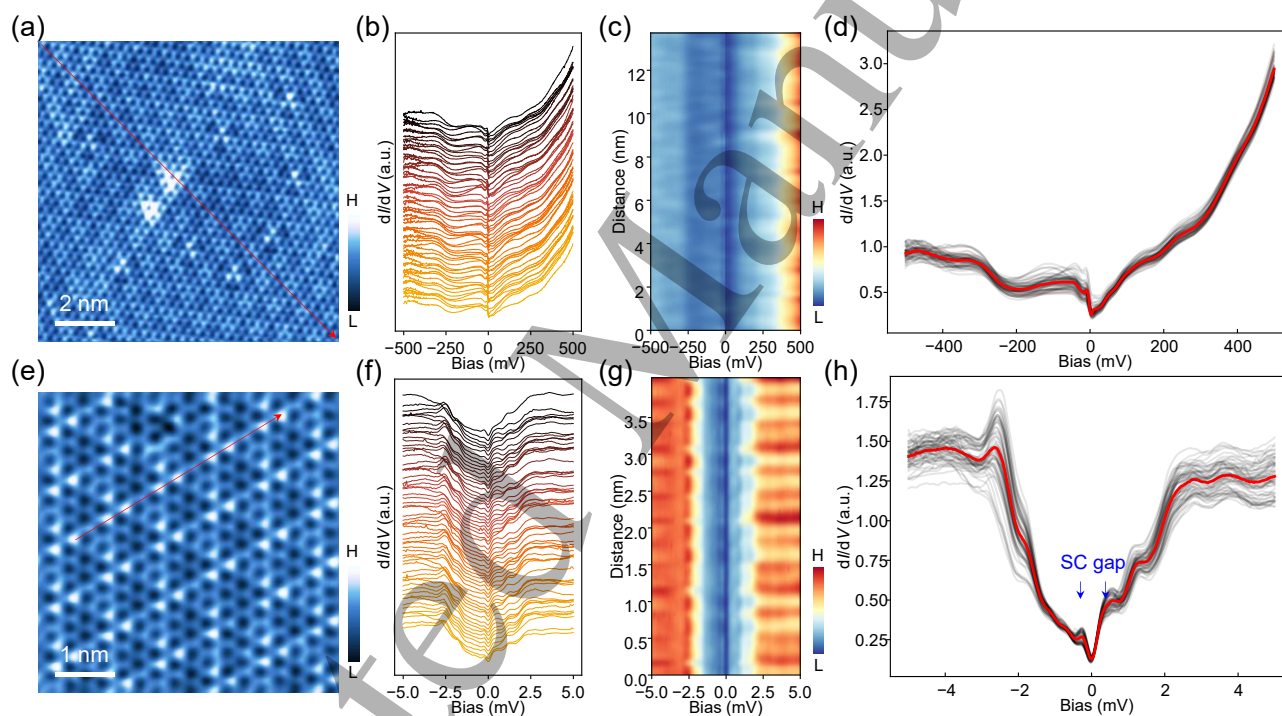 (a)
2 nm
H
L
(b)
dI/dV (a.u.)
−500 −250 0 250 500
Bias (mV)
(c)
Distance (nm)
12
10
8
6
4
2
0
−500 −250 0 250 500
Bias (mV)
H
L
(d)
dI/dV (a.u.)
3.0
2.5
2.0
1.5
1.0
0.5
−400 −200 0 200 400
Bias (mV)
(e)
1 nm
H
L
(f)
dI/dV (a.u.)
−5.0 −2.5 0.0 2.5 5.0
Bias (mV)
(g)
Distance (nm)
3.5
3.0
2.5
2.0
1.5
1.0
0.5
0.0
−5.0 −2.5 0.0 2.5 5.0
Bias (mV)
H
L
(h)
dI/dV (a.u.)
1.75
1.50
1.25
1.00
0.75
0.50
0.25
SC gap
−4 −2 0 2 4
Bias (mV)
ted Manu